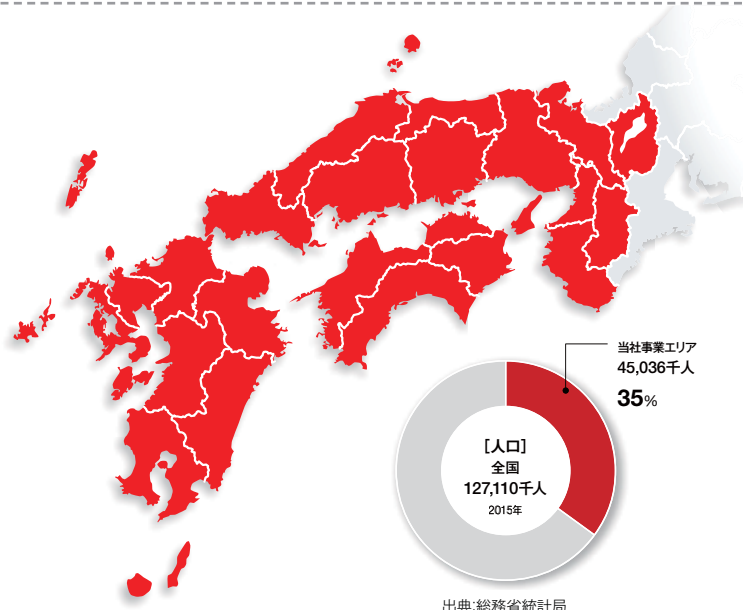 当社事業エリア
45,036千人
35%
[人口]
全国
127,110千人
2015年
出典:総務省統計局